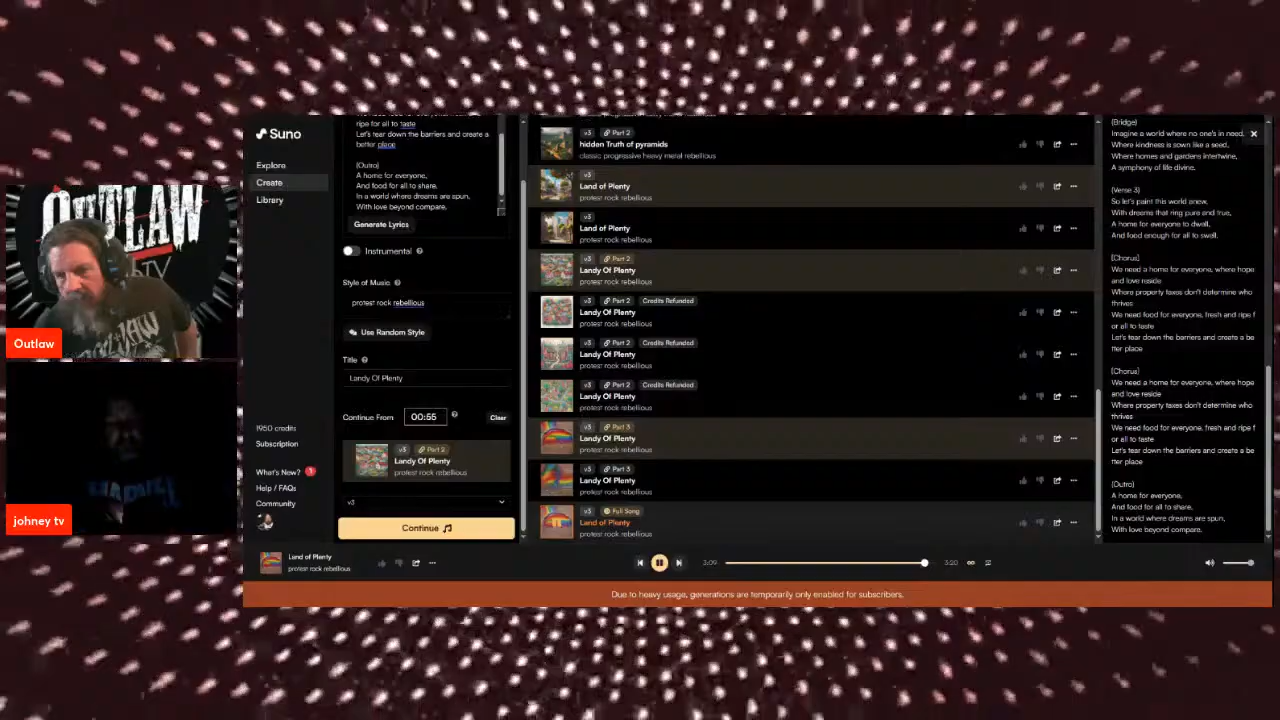 OUTLAW
TV
Outlaw
johney tv
Suno
Explore
Create
Library
1950 credits
Subscription
What's New? 1
Help / FAQs
Community
ripe for all to taste
Let's tear down the barriers and create a
better place
(Outro)
A home for everyone,
And food for all to share,
In a world where dreams are spun,
With love beyond compare.
Generate Lyrics
Instrumental
Style of Music
protest rock rebellious
Use Random Style
Title
Landy Of Plenty
Continue From 00:55 Clear
v3 Part 2
Landy Of Plenty
protest rock rebellious
v3
Continue
v3 Part 2
hidden Truth of pyramids
classic progressive heavy metal rebellious
v3
Land of Plenty
protest rock rebellious
v3
Land of Plenty
protest rock rebellious
v3 Part 2
Landy Of Plenty
protest rock rebellious
v3 Part 2 Credits Refunded
Landy Of Plenty
protest rock rebellious
v3 Part 2 Credits Refunded
Landy Of Plenty
protest rock rebellious
v3 Part 2 Credits Refunded
Landy Of Plenty
protest rock rebellious
v3 Part 3
Landy Of Plenty
protest rock rebellious
v3 Part 3
Landy Of Plenty
protest rock rebellious
v3 Full Song
Land of Plenty
protest rock rebellious
(Bridge)
Imagine a world where no one's in need,
Where kindness is sown like a seed,
Where homes and gardens intertwine,
A symphony of life divine.
(Verse 3)
So let's paint this world anew,
With dreams that ring pure and true,
A home for everyone to dwell,
And food enough for all to swell.
(Chorus)
We need a home for everyone, where hope
and love reside
Where property taxes don't determine who
thrives
We need food for everyone, fresh and ripe f
or all to taste
Let's tear down the barriers and create a be
tter place
(Chorus)
We need a home for everyone, where hope
and love reside
Where property taxes don't determine who
thrives
We need food for everyone, fresh and ripe f
or all to taste
Let's tear down the barriers and create a be
tter place
(Outro)
A home for everyone,
And food for all to share,
In a world where dreams are spun,
With love beyond compare.
Land of Plenty
protest rock rebellious
3:09
3:20
Due to heavy usage, generations are temporarily only enabled for subscribers.